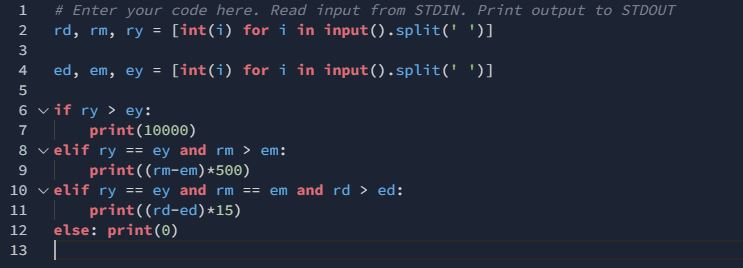 1 # Enter your code here. Read input from STDIN. Print output to STDOUT
2 rd, rm, ry = [int(i) for i in input().split(' ')]
3
4 ed, em, ey = [int(i) for i in input().split(' ')]
5
6 if ry > ey:
7     print(10000)
8 elif ry == ey and rm > em:
9     print((rm-em)*500)
10 elif ry == ey and rm == em and rd > ed:
11     print((rd-ed)*15)
12 else: print(0)
13